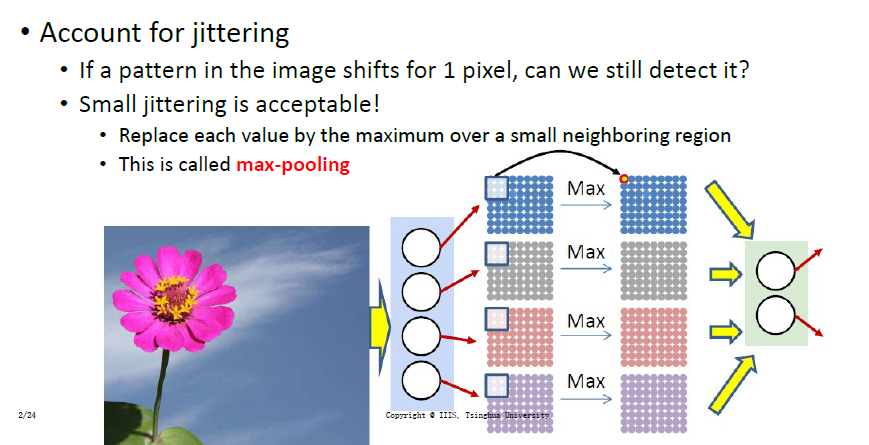 • Account for jittering
• If a pattern in the image shifts for 1 pixel, can we still detect it?
• Small jittering is acceptable!
• Replace each value by the maximum over a small neighboring region
• This is called max-pooling
Max
Max
Max
Max
2/24
Copyright © IIIS, Tsinghua University